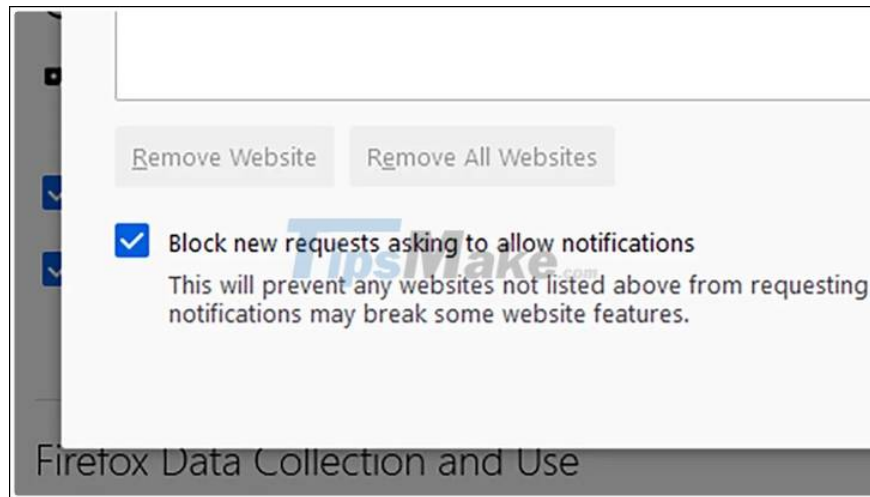 Remove Website Remove All Websites
Block new requests asking to allow notifications
TipsMake.com
This will prevent any websites not listed above from requesting
notifications may break some website features.
Firefox Data Collection and Use